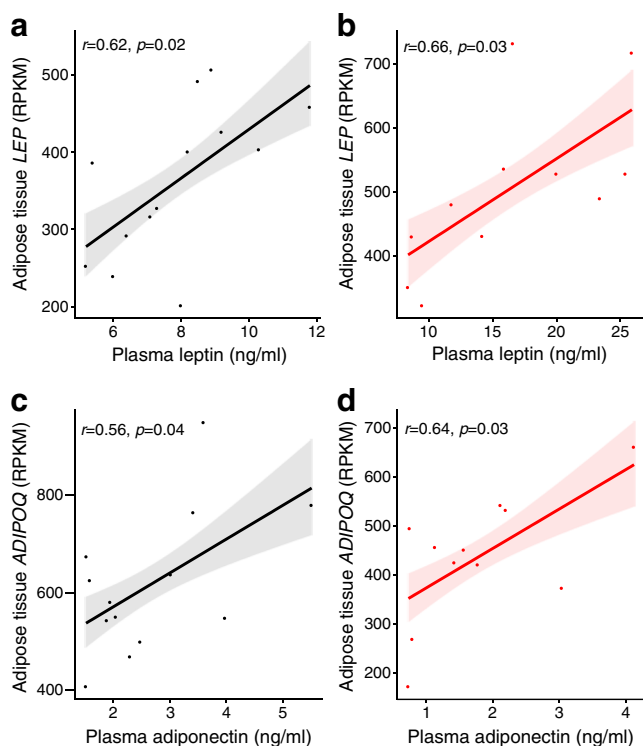 a
r=0.62, p=0.02
Adipose tissue LEP (RPKM)
500
400
300
200
6
8
10
12
Plasma leptin (ng/ml)
b
r=0.66, p=0.03
Adipose tissue LEP (RPKM)
700
600
500
400
10
15
20
25
Plasma leptin (ng/ml)
c
r=0.56, p=0.04
Adipose tissue ADIPOQ (RPKM)
800
600
400
2
3
4
5
Plasma adiponectin (ng/ml)
d
r=0.64, p=0.03
Adipose tissue ADIPOQ (RPKM)
700
600
500
400
300
200
1
2
3
4
Plasma adiponectin (ng/ml)